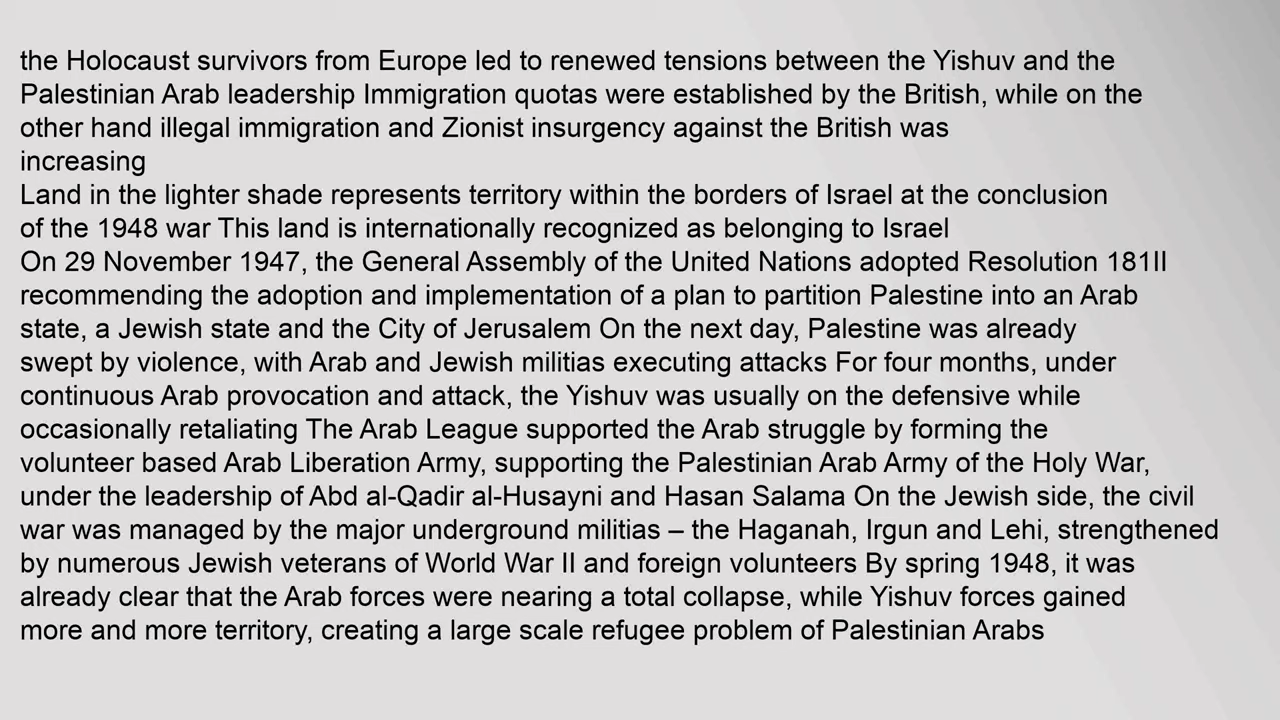 the Holocaust survivors from Europe led to renewed tensions between the Yishuv and the
Palestinian Arab leadership Immigration quotas were established by the British, while on the
other hand illegal immigration and Zionist insurgency against the British was
increasing
Land in the lighter shade represents territory within the borders of Israel at the conclusion
of the 1948 war This land is internationally recognized as belonging to Israel
On 29 November 1947, the General Assembly of the United Nations adopted Resolution 181II
recommending the adoption and implementation of a plan to partition Palestine into an Arab
state, a Jewish state and the City of Jerusalem On the next day, Palestine was already
swept by violence, with Arab and Jewish militias executing attacks For four months, under
continuous Arab provocation and attack, the Yishuv was usually on the defensive while
occasionally retaliating The Arab League supported the Arab struggle by forming the
volunteer based Arab Liberation Army, supporting the Palestinian Arab Army of the Holy War,
under the leadership of Abd al-Qadir al-Husayni and Hasan Salama On the Jewish side, the civil
war was managed by the major underground militias – the Haganah, Irgun and Lehi, strengthened
by numerous Jewish veterans of World War II and foreign volunteers By spring 1948, it was
already clear that the Arab forces were nearing a total collapse, while Yishuv forces gained
more and more territory, creating a large scale refugee problem of Palestinian Arabs